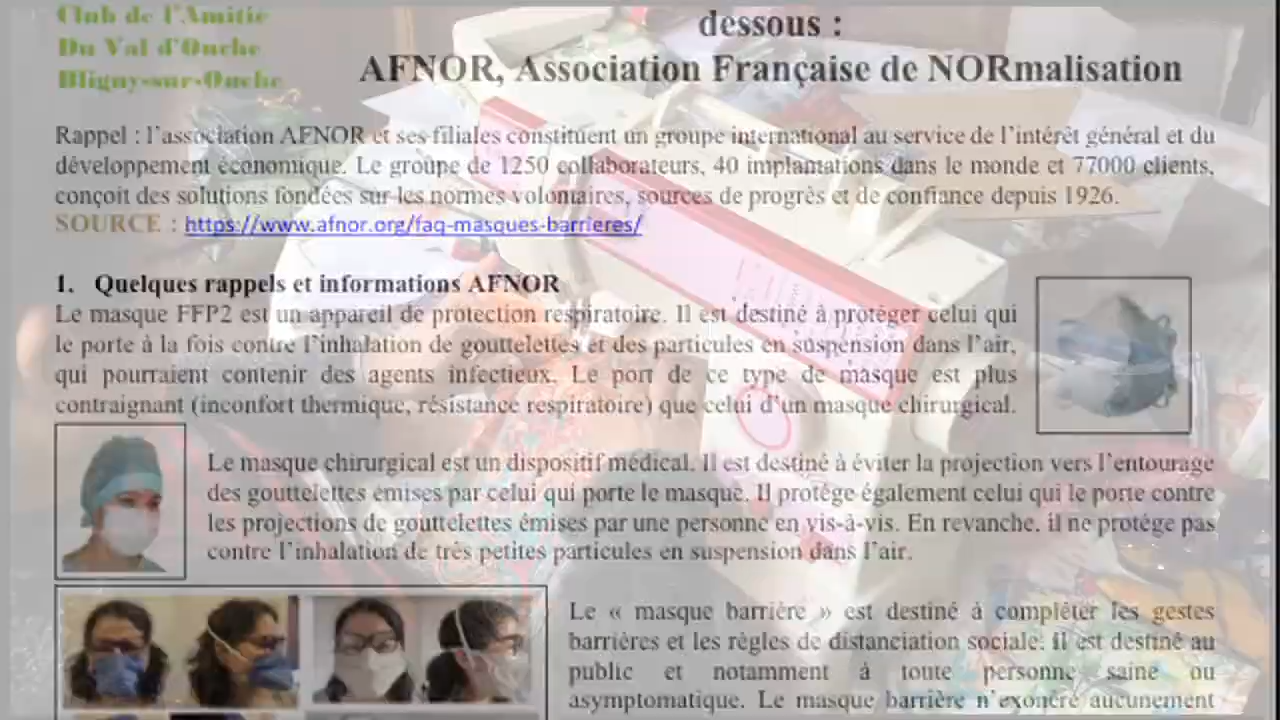 Club de l'Amitié
Du Val d'Ouche
Bligny-sur-Ouche
dessous :
AFNOR, Association Française de NORmalisation
Rappel : l'association AFNOR et ses filiales constituent un groupe international au service de l'intérêt général et du
développement économique. Le groupe de 1250 collaborateurs, 40 implantations dans le monde et 77000 clients,
conçoit des solutions fondées sur les normes volontaires, sources de progrès et de confiance depuis 1926.
SOURCE : https://www.afnor.org/faq-masques-barrieres/
1. Quelques rappels et informations AFNOR
Le masque FFP2 est un appareil de protection respiratoire. Il est destiné à protéger celui qui
le porte à la fois contre l'inhalation de gouttelettes et des particules en suspension dans l'air,
qui pourraient contenir des agents infectieux. Le port de ce type de masque est plus
contraignant (inconfort thermique, résistance respiratoire) que celui d'un masque chirurgical.
Le masque chirurgical est un dispositif médical. Il est destiné à éviter la projection vers l'entourage
des gouttelettes émises par celui qui porte le masque. Il protège également celui qui le porte contre
les projections de gouttelettes émises par une personne en vis-à-vis. En revanche, il ne protège pas
contre l'inhalation de très petites particules en suspension dans l'air.
Le « masque barrière » est destiné à compléter les gestes
barrières et les règles de distanciation sociale: il est destiné au
public et notamment à toute personne saine ou
asymptomatique. Le masque barrière n'exonère aucunement